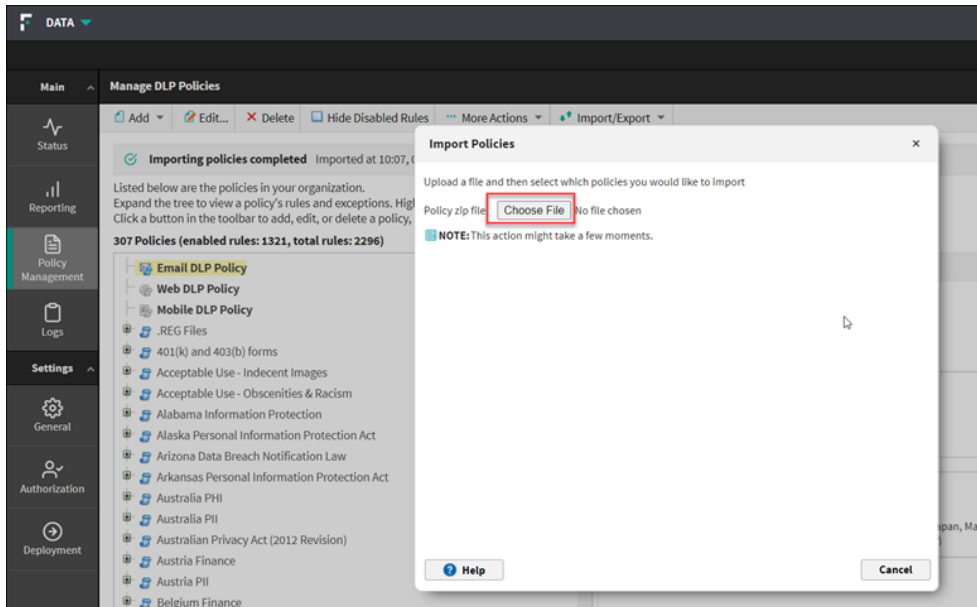 DATA
Main
Manage DLP Policies
Add
Edit...
Delete
Hide Disabled Rules
More Actions
Import/Export
Status
Reporting
Policy
Management
Logs
Settings
General
Authorization
Deployment
Importing policies completed Imported at 10:07,
Listed below are the policies in your organization.
Expand the tree to view a policy's rules and exceptions.
Click a button in the toolbar to add, edit, or delete a policy,
307 Policies (enabled rules: 1321, total rules: 2296)
Email DLP Policy
Web DLP Policy
Mobile DLP Policy
.REG Files
401(k) and 403(b) forms
Acceptable Use - Indecent Images
Acceptable Use - Obscenities & Racism
Alabama Information Protection
Alaska Personal Information Protection Act
Arizona Data Breach Notification Law
Arkansas Personal Information Protection Act
Australia PHI
Australia PII
Australian Privacy Act (2012 Revision)
Austria Finance
Austria PII
Belgium Finance
Import Policies
Upload a file and then select which policies you would like to import
Policy zip file
Choose File
No file chosen
NOTE: This action might take a few moments.
Help
Cancel